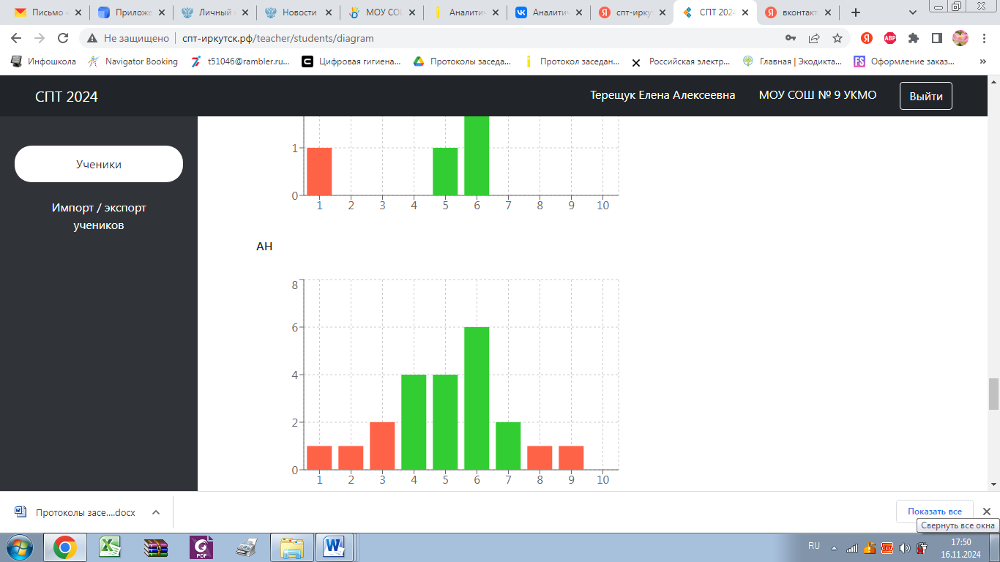 Письмо
Приложе
Личный
Новости
МОУ СОШ
Аналити
Аналити
спт-ирку
СПТ 2024
вконтакт
Не защищено
спт-иркутск.рф/teacher/students/diagram
Инфошкола
Navigator Booking
t51046@rambler.ru...
Цифровая гигиена...
Протоколы заседа...
Протокол заседан...
Российская электр...
Главная | Экодикта...
Оформление заказ...
СПТ 2024
Терещук Елена Алексеевна
МОУ СОШ № 9 УКМО
Выйти
Ученики
Импорт / экспорт
учеников
1
0
1 2 3 4 5 6 7 8 9 10
АН
8
6
4
2
0
1 2 3 4 5 6 7 8 9 10
Протоколы засе....docx
Показать все
Свернуть все окна
RU
17:50
16.11.2024